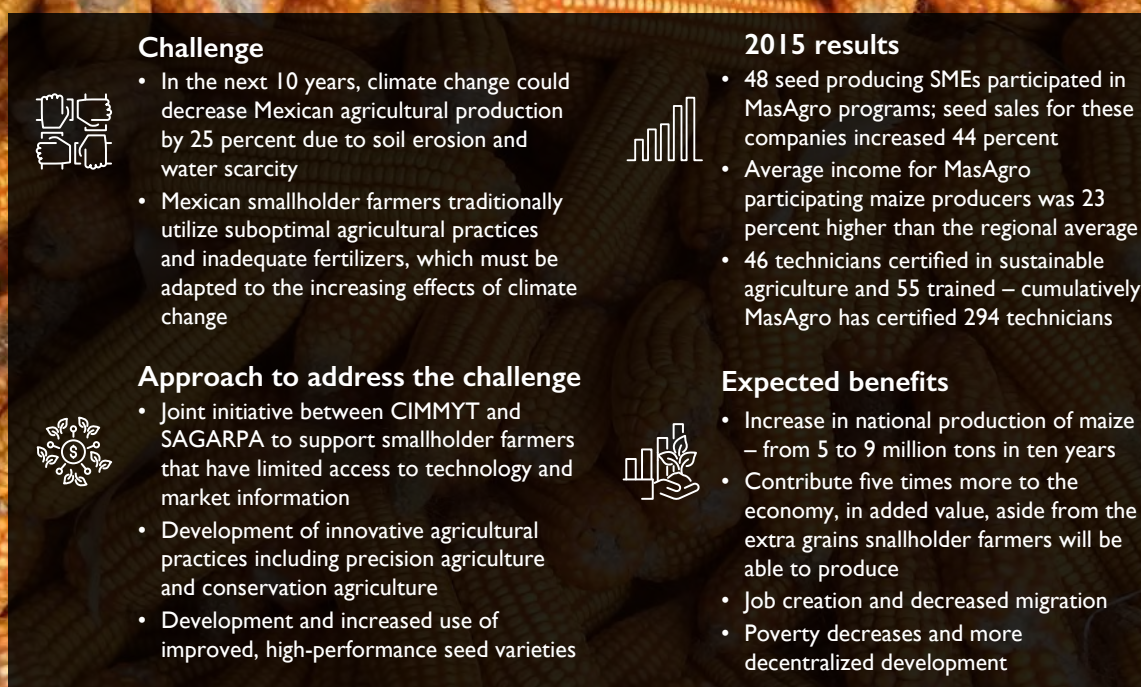 Challenge
• In the next 10 years, climate change could
decrease Mexican agricultural production
by 25 percent due to soil erosion and
water scarcity
• Mexican smallholder farmers traditionally
utilize suboptimal agricultural practices
and inadequate fertilizers, which must be
adapted to the increasing effects of climate
change
Approach to address the challenge
• Joint initiative between CIMMYT and
SAGARPA to support smallholder farmers
that have limited access to technology and
market information
• Development of innovative agricultural
practices including precision agriculture
and conservation agriculture
• Development and increased use of
improved, high-performance seed varieties
2015 results
• 48 seed producing SMEs participated in
MasAgro programs; seed sales for these
companies increased 44 percent
• Average income for MasAgro
participating maize producers was 23
percent higher than the regional average
• 46 technicians certified in sustainable
agriculture and 55 trained – cumulatively
MasAgro has certified 294 technicians
Expected benefits
• Increase in national production of maize
– from 5 to 9 million tons in ten years
• Contribute five times more to the
economy, in added value, aside from the
extra grains snallholder farmers will be
able to produce
• Job creation and decreased migration
• Poverty decreases and more
decentralized development
$